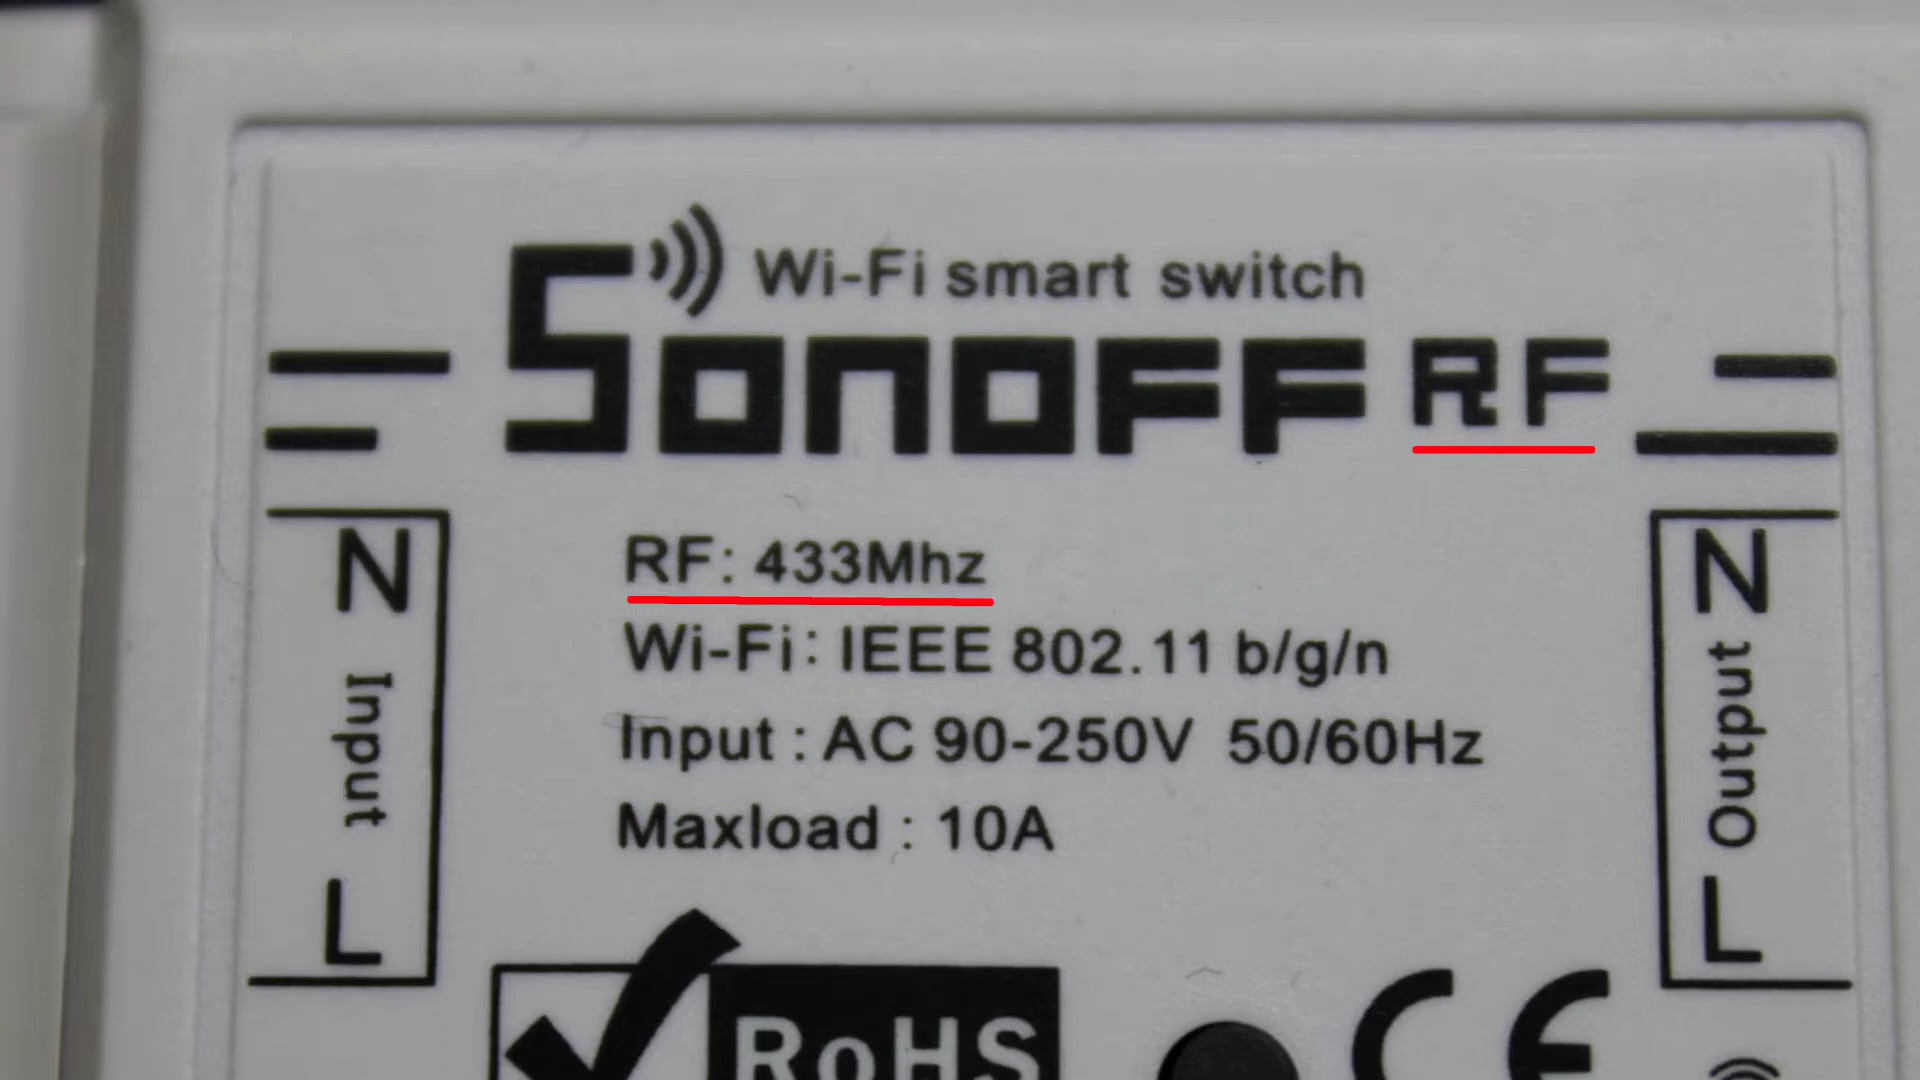 Wi-Fi smart switch
SONOFF RF
RF: 433Mhz
Wi-Fi: IEEE 802.11 b/g/n
Input : AC 90-250V 50/60Hz
Maxload : 10A
N Input L
N Output L
RoHS
CE